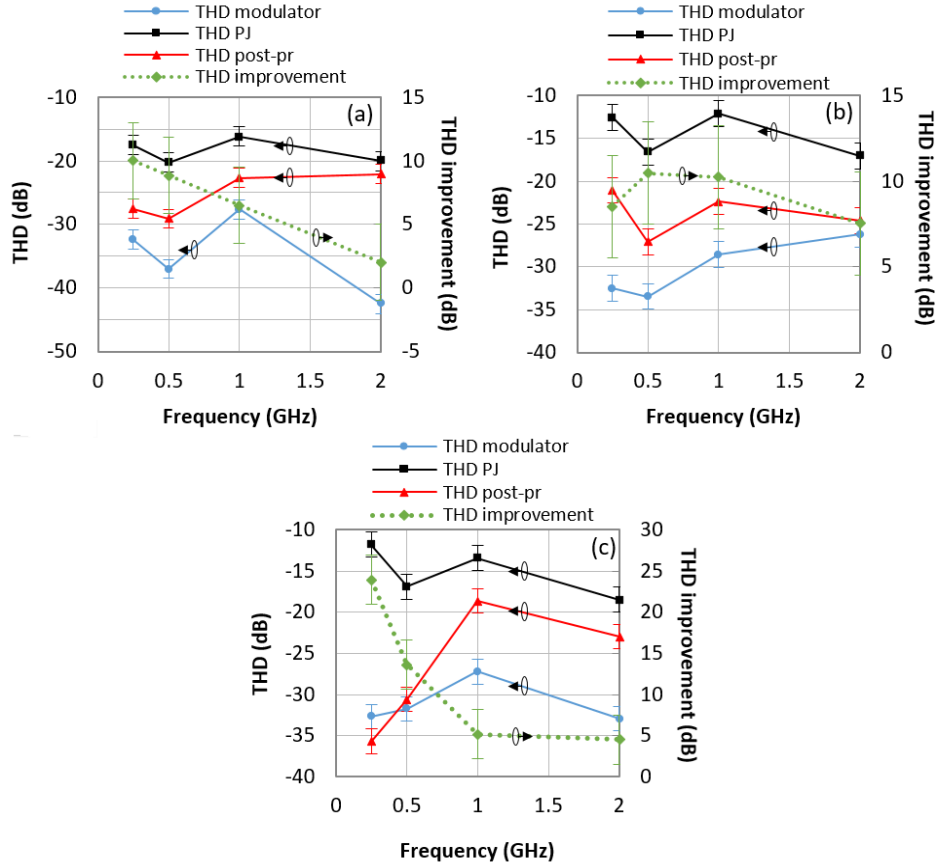 THD modulator
THD PJ
THD post-pr
THD improvement
(a)
-10
-20
-30
-40
-50
THD (dB)
15
10
5
0
-5
THD improvement (dB)
0 0.5 1 1.5 2
Frequency (GHz)
THD modulator
THD PJ
THD post-pr
THD improvement
(b)
-10
-15
-20
-25
-30
-35
-40
THD (dB)
15
10
5
0
THD improvement (dB)
0 0.5 1 1.5 2
Frequency (GHz)
THD modulator
THD PJ
THD post-pr
THD improvement
(c)
-10
-15
-20
-25
-30
-35
-40
THD (dB)
30
25
20
15
10
5
0
THD improvement (dB)
0 0.5 1 1.5 2
Frequency (GHz)